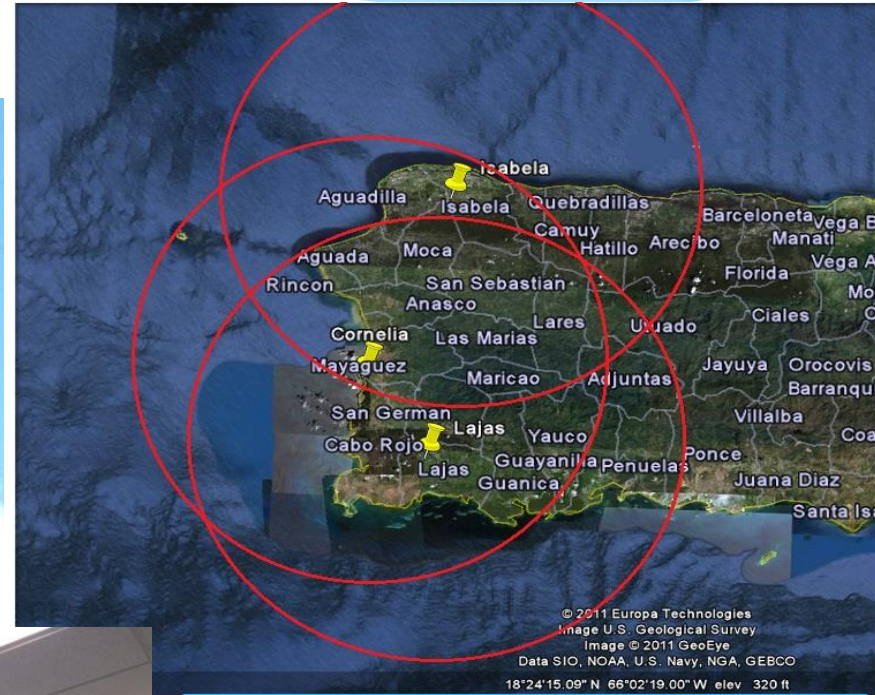 Isabela
Aguadilla
Isabela
Quebradillas
Barceloneta
Vega B
Camuy
Manati
Hatillo
Arecibo
Moca
Aguada
Vega A
Florida
Rincon
San Sebastian
Mo
Anasco
Ciales
Lares
Utuado
Cornelia
Las Marias
Mayaguez
Jayuya
Orocovis
Maricao
Adjuntas
Barranqu
San German
Villalba
Lajas
Cabo Rojo
Yauco
Coa
Ponce
Lajas
Guayanilla
Penuelas
Guanica
Juana Diaz
Santa Isa
© 2011 Europa Technologies
Image U.S. Geological Survey
Image © 2011 GeoEye
Data SIO, NOAA, U.S. Navy, NGA, GEBCO
18°24'15.09" N 66°02'19.00" W elev 320 ft